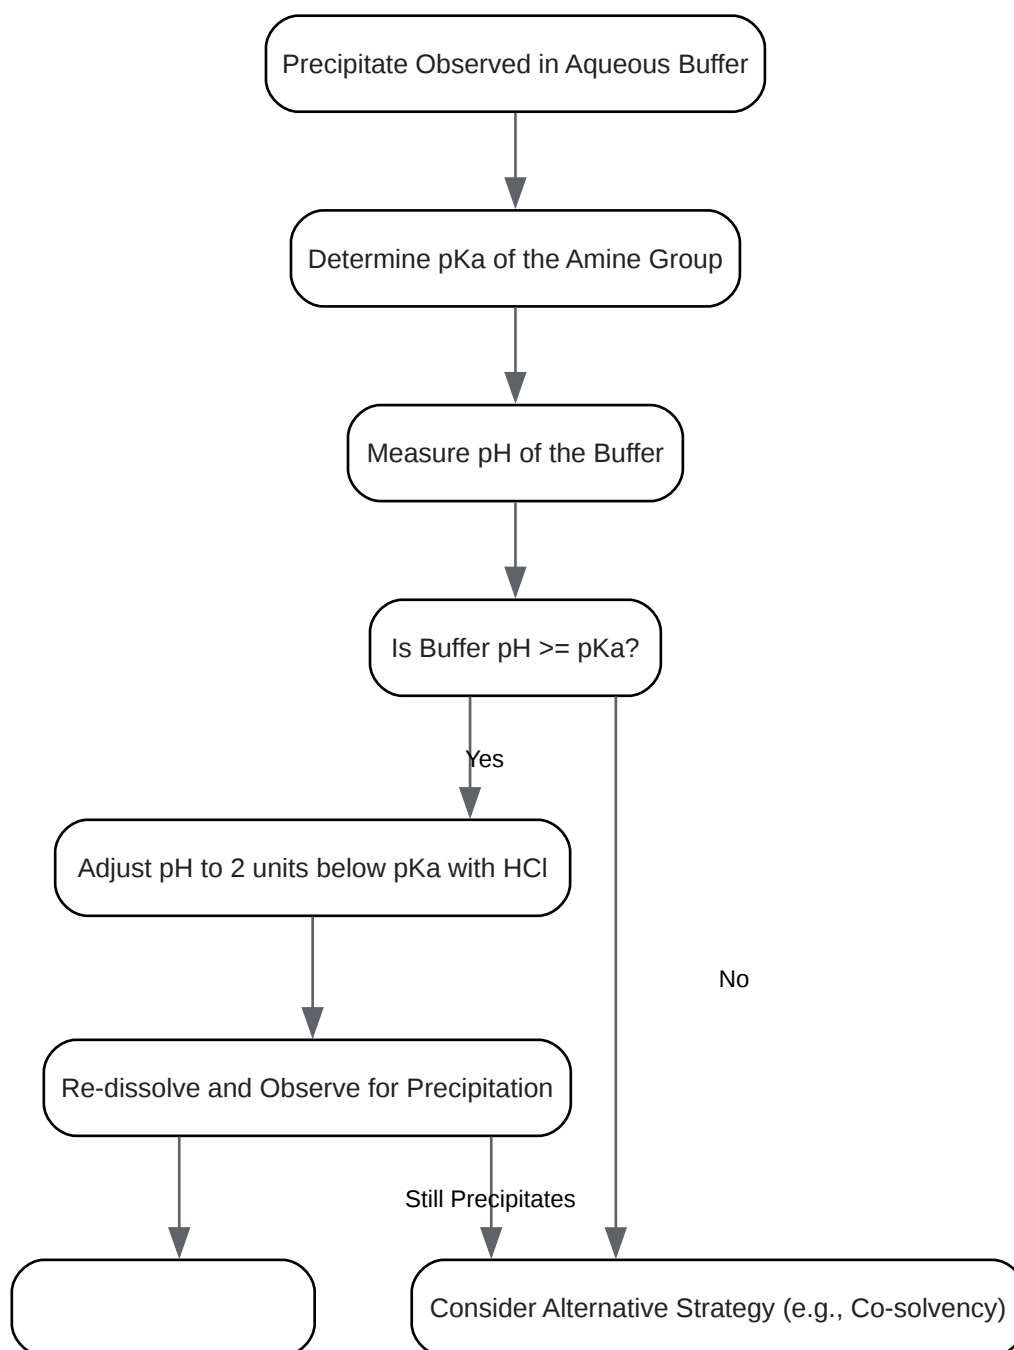 Precipitate Observed in Aqueous Buffer
Determine pKa of the Amine Group
Measure pH of the Buffer
Is Buffer pH >= pKa?
Yes
Adjust pH to 2 units below pKa with HCl
No
Re-dissolve and Observe for Precipitation
Still Precipitates
Consider Alternative Strategy (e.g., Co-solvency)